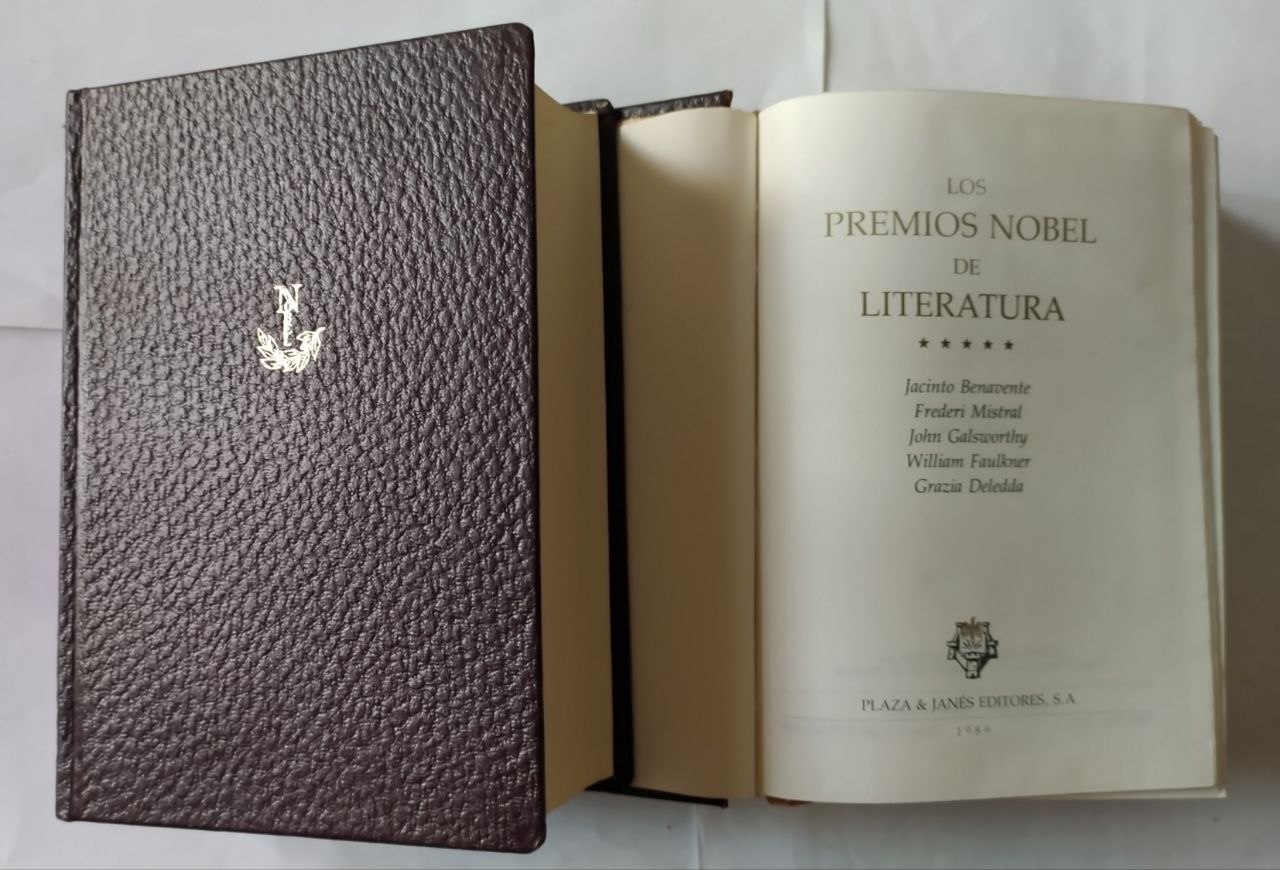 N
LOS
PREMIOS NOBEL
DE
LITERATURA
★ ★ ★ ★ ★
Jacinto Benavente
Frederi Mistral
John Galsworthy
William Faulkner
Grazia Deledda
PLAZA & JANÉS EDITORES, S.A.
1989